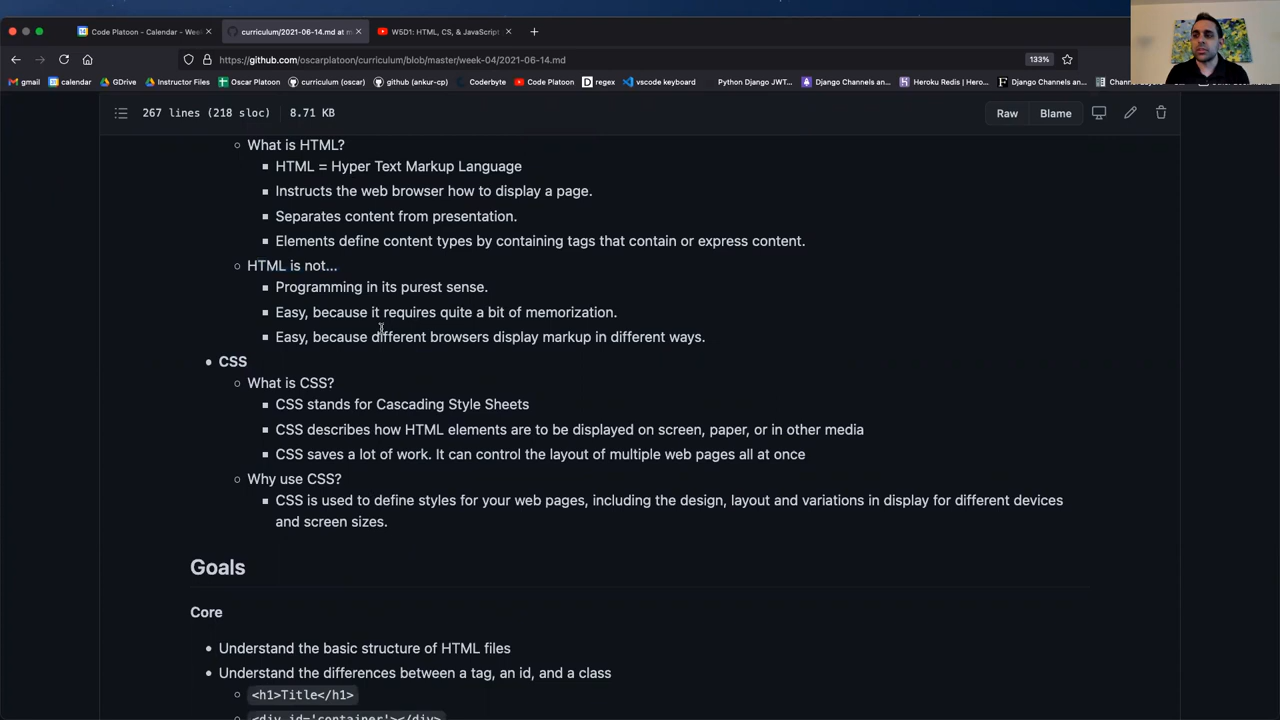 Code Platoon - Calendar - Wee
curriculum/2021-06-14.md at m
W5D1: HTML, CS, & JavaScript
https://github.com/oscarplatoon/curriculum/blob/master/week-04/2021-06-14.md
133%
gmail
calendar
GDrive
Instructor Files
Oscar Platoon
curriculum (oscar)
github (ankur-cp)
Coderbyte
Code Platoon
regex
vscode keyboard
Python Django JWT...
Django Channels —...
Heroku Redis | Herok...
Django Channels —...
267 lines (218 sloc)
8.71 KB
Raw
Blame
What is HTML?
HTML = Hyper Text Markup Language
Instructs the web browser how to display a page.
Separates content from presentation.
Elements define content types by containing tags that contain or express content.
HTML is not...
Programming in its purest sense.
Easy, because it requires quite a bit of memorization.
Easy, because different browsers display markup in different ways.
CSS
What is CSS?
CSS stands for Cascading Style Sheets
CSS describes how HTML elements are to be displayed on screen, paper, or in other media
CSS saves a lot of work. It can control the layout of multiple web pages all at once
Why use CSS?
CSS is used to define styles for your web pages, including the design, layout and variations in display for different devices
and screen sizes.
Goals
Core
Understand the basic structure of HTML files
Understand the differences between a tag, an id, and a class
<h1>Title</h1>
<div id='container'></div>